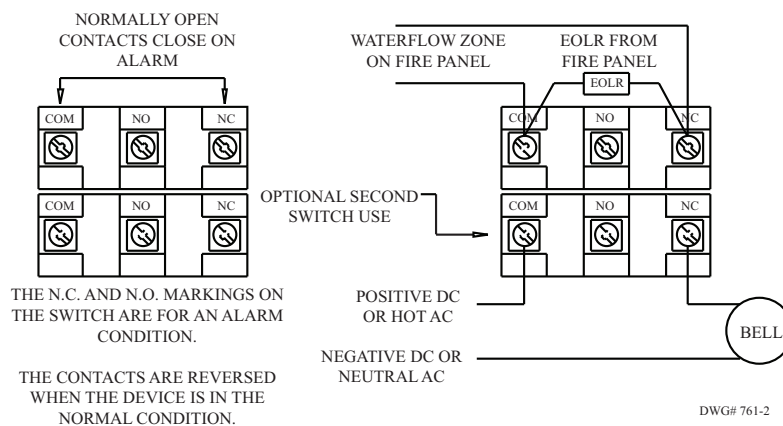 NORMALLY OPEN
CONTACTS CLOSE ON
ALARM
COM NO NC
COM NO NC
THE N.C. AND N.O. MARKINGS ON
THE SWITCH ARE FOR AN ALARM
CONDITION.
THE CONTACTS ARE REVERSED
WHEN THE DEVICE IS IN THE
NORMAL CONDITION.
WATERFLOW ZONE
ON FIRE PANEL
EOLR FROM
FIRE PANEL
EOLR
COM NO NC
OPTIONAL SECOND
SWITCH USE
COM NO NC
POSITIVE DC
OR HOT AC
NEGATIVE DC OR
NEUTRAL AC
BELL
DWG# 761-2